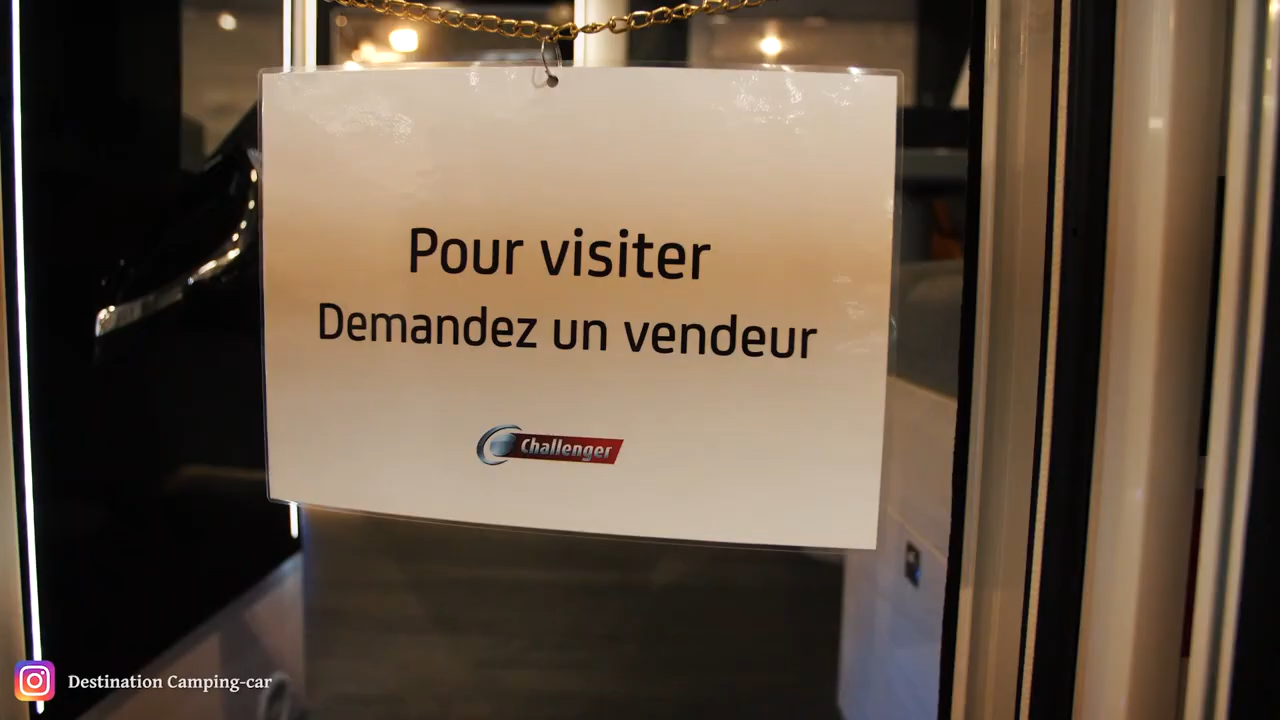 Pour visiter
Demandez un vendeur
Challenger
Destination Camping-car